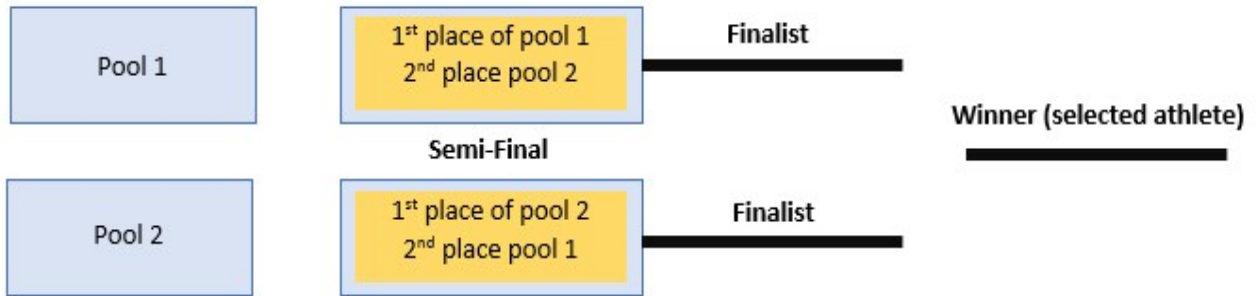 Pool 1
1st place of pool 1
2nd place pool 2
Finalist
Winner (selected athlete)
Semi-Final
Pool 2
1st place of pool 2
2nd place pool 1
Finalist